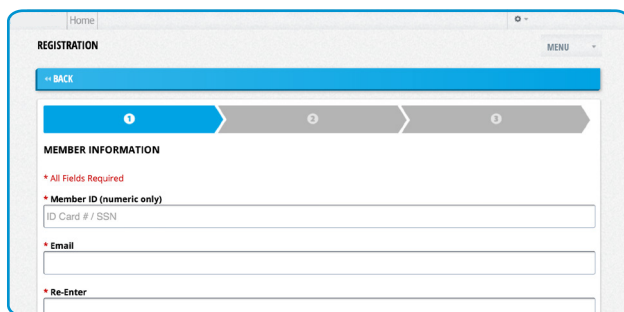 Home
REGISTRATION
MENU
<< BACK
1 2 3
MEMBER INFORMATION
* All Fields Required
* Member ID (numeric only)
ID Card # / SSN
* Email
* Re-Enter